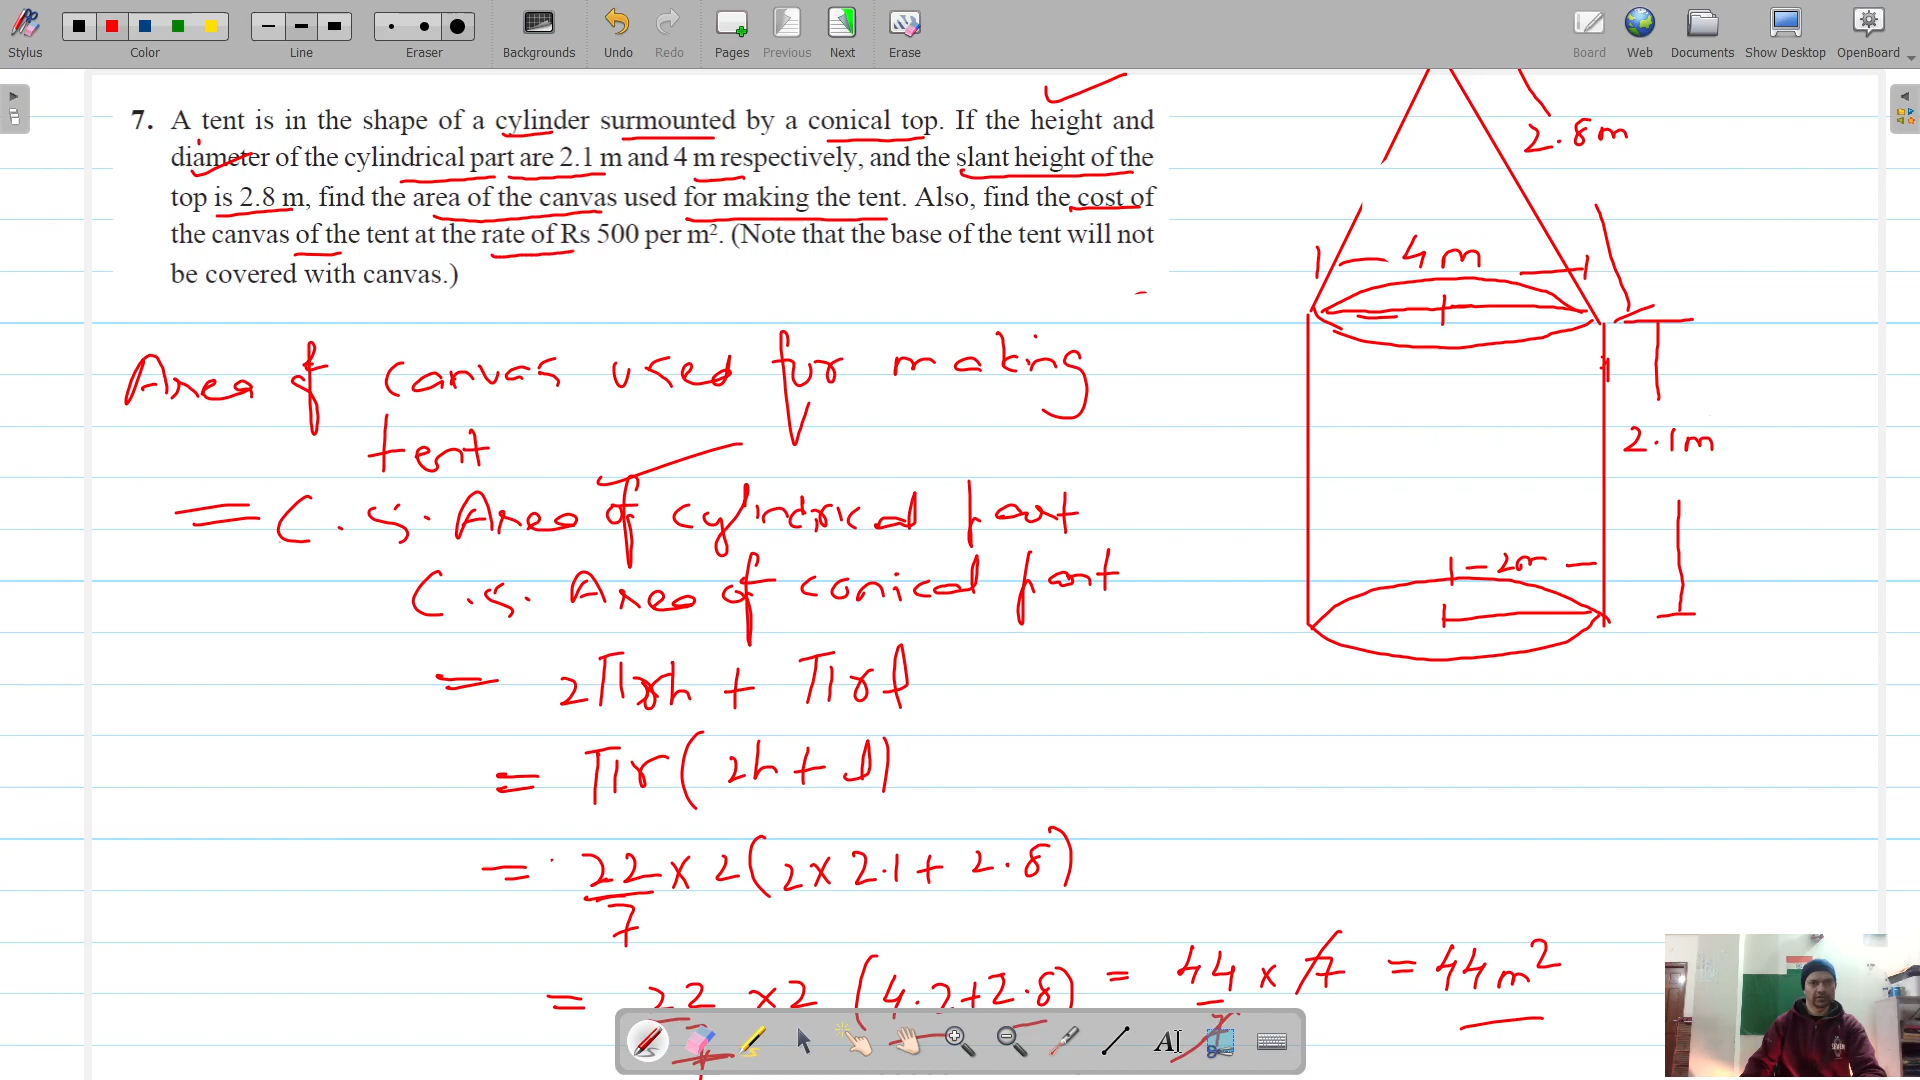 Stylus Color Line Eraser Backgrounds Undo Redo Pages Previous Next Erase Board Web Documents Show Desktop OpenBoard
7. A tent is in the shape of a cylinder surmounted by a conical top. If the height and
diameter of the cylindrical part are 2.1 m and 4 m respectively, and the slant height of the
top is 2.8 m, find the area of the canvas used for making the tent. Also, find the cost of
the canvas of the tent at the rate of Rs 500 per m². (Note that the base of the tent will not
be covered with canvas.)
2.8m
4m
2.1m
2m
Area of canvas used for making
tent
= C.S. Area of cylindrical part
C.S. Area of conical part
= 2πrh + πrl
= πr(2h+l)
= 22/7 × 2(2×2.1+2.8)
= 22 ×2 (4.2+2.8) = 44/7 × 7 = 44m²